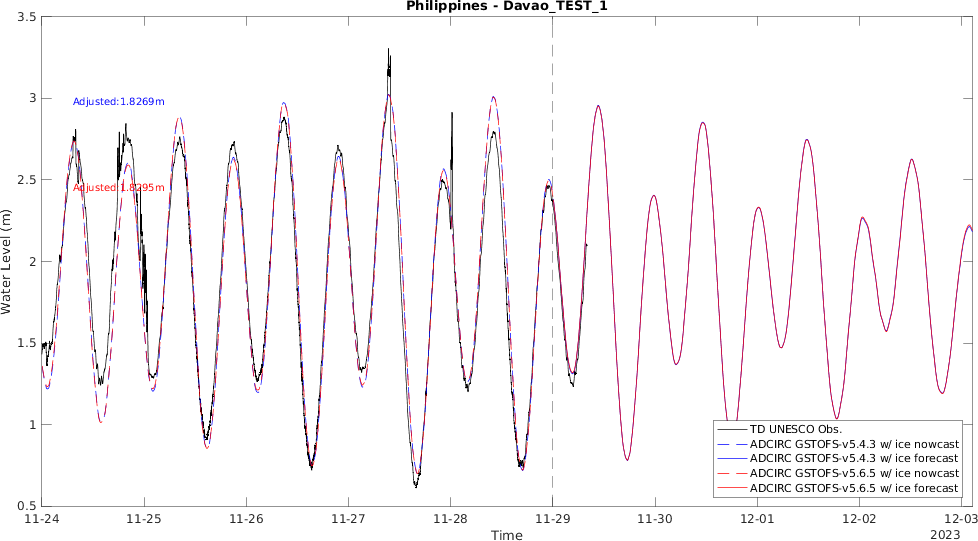 Philippines - Davao_TEST_1
3.5
3
2.5
2
1.5
1
0.5
Water Level (m)
Adjusted:1.8269m
Adjusted:1.8295m
TD UNESCO Obs.
ADCIRC GSTOFS-v5.4.3 w/ ice nowcast
ADCIRC GSTOFS-v5.4.3 w/ ice forecast
ADCIRC GSTOFS-v5.6.5 w/ ice nowcast
ADCIRC GSTOFS-v5.6.5 w/ ice forecast
11-24 11-25 11-26 11-27 11-28 11-29 11-30 12-01 12-02 12-03
Time
2023